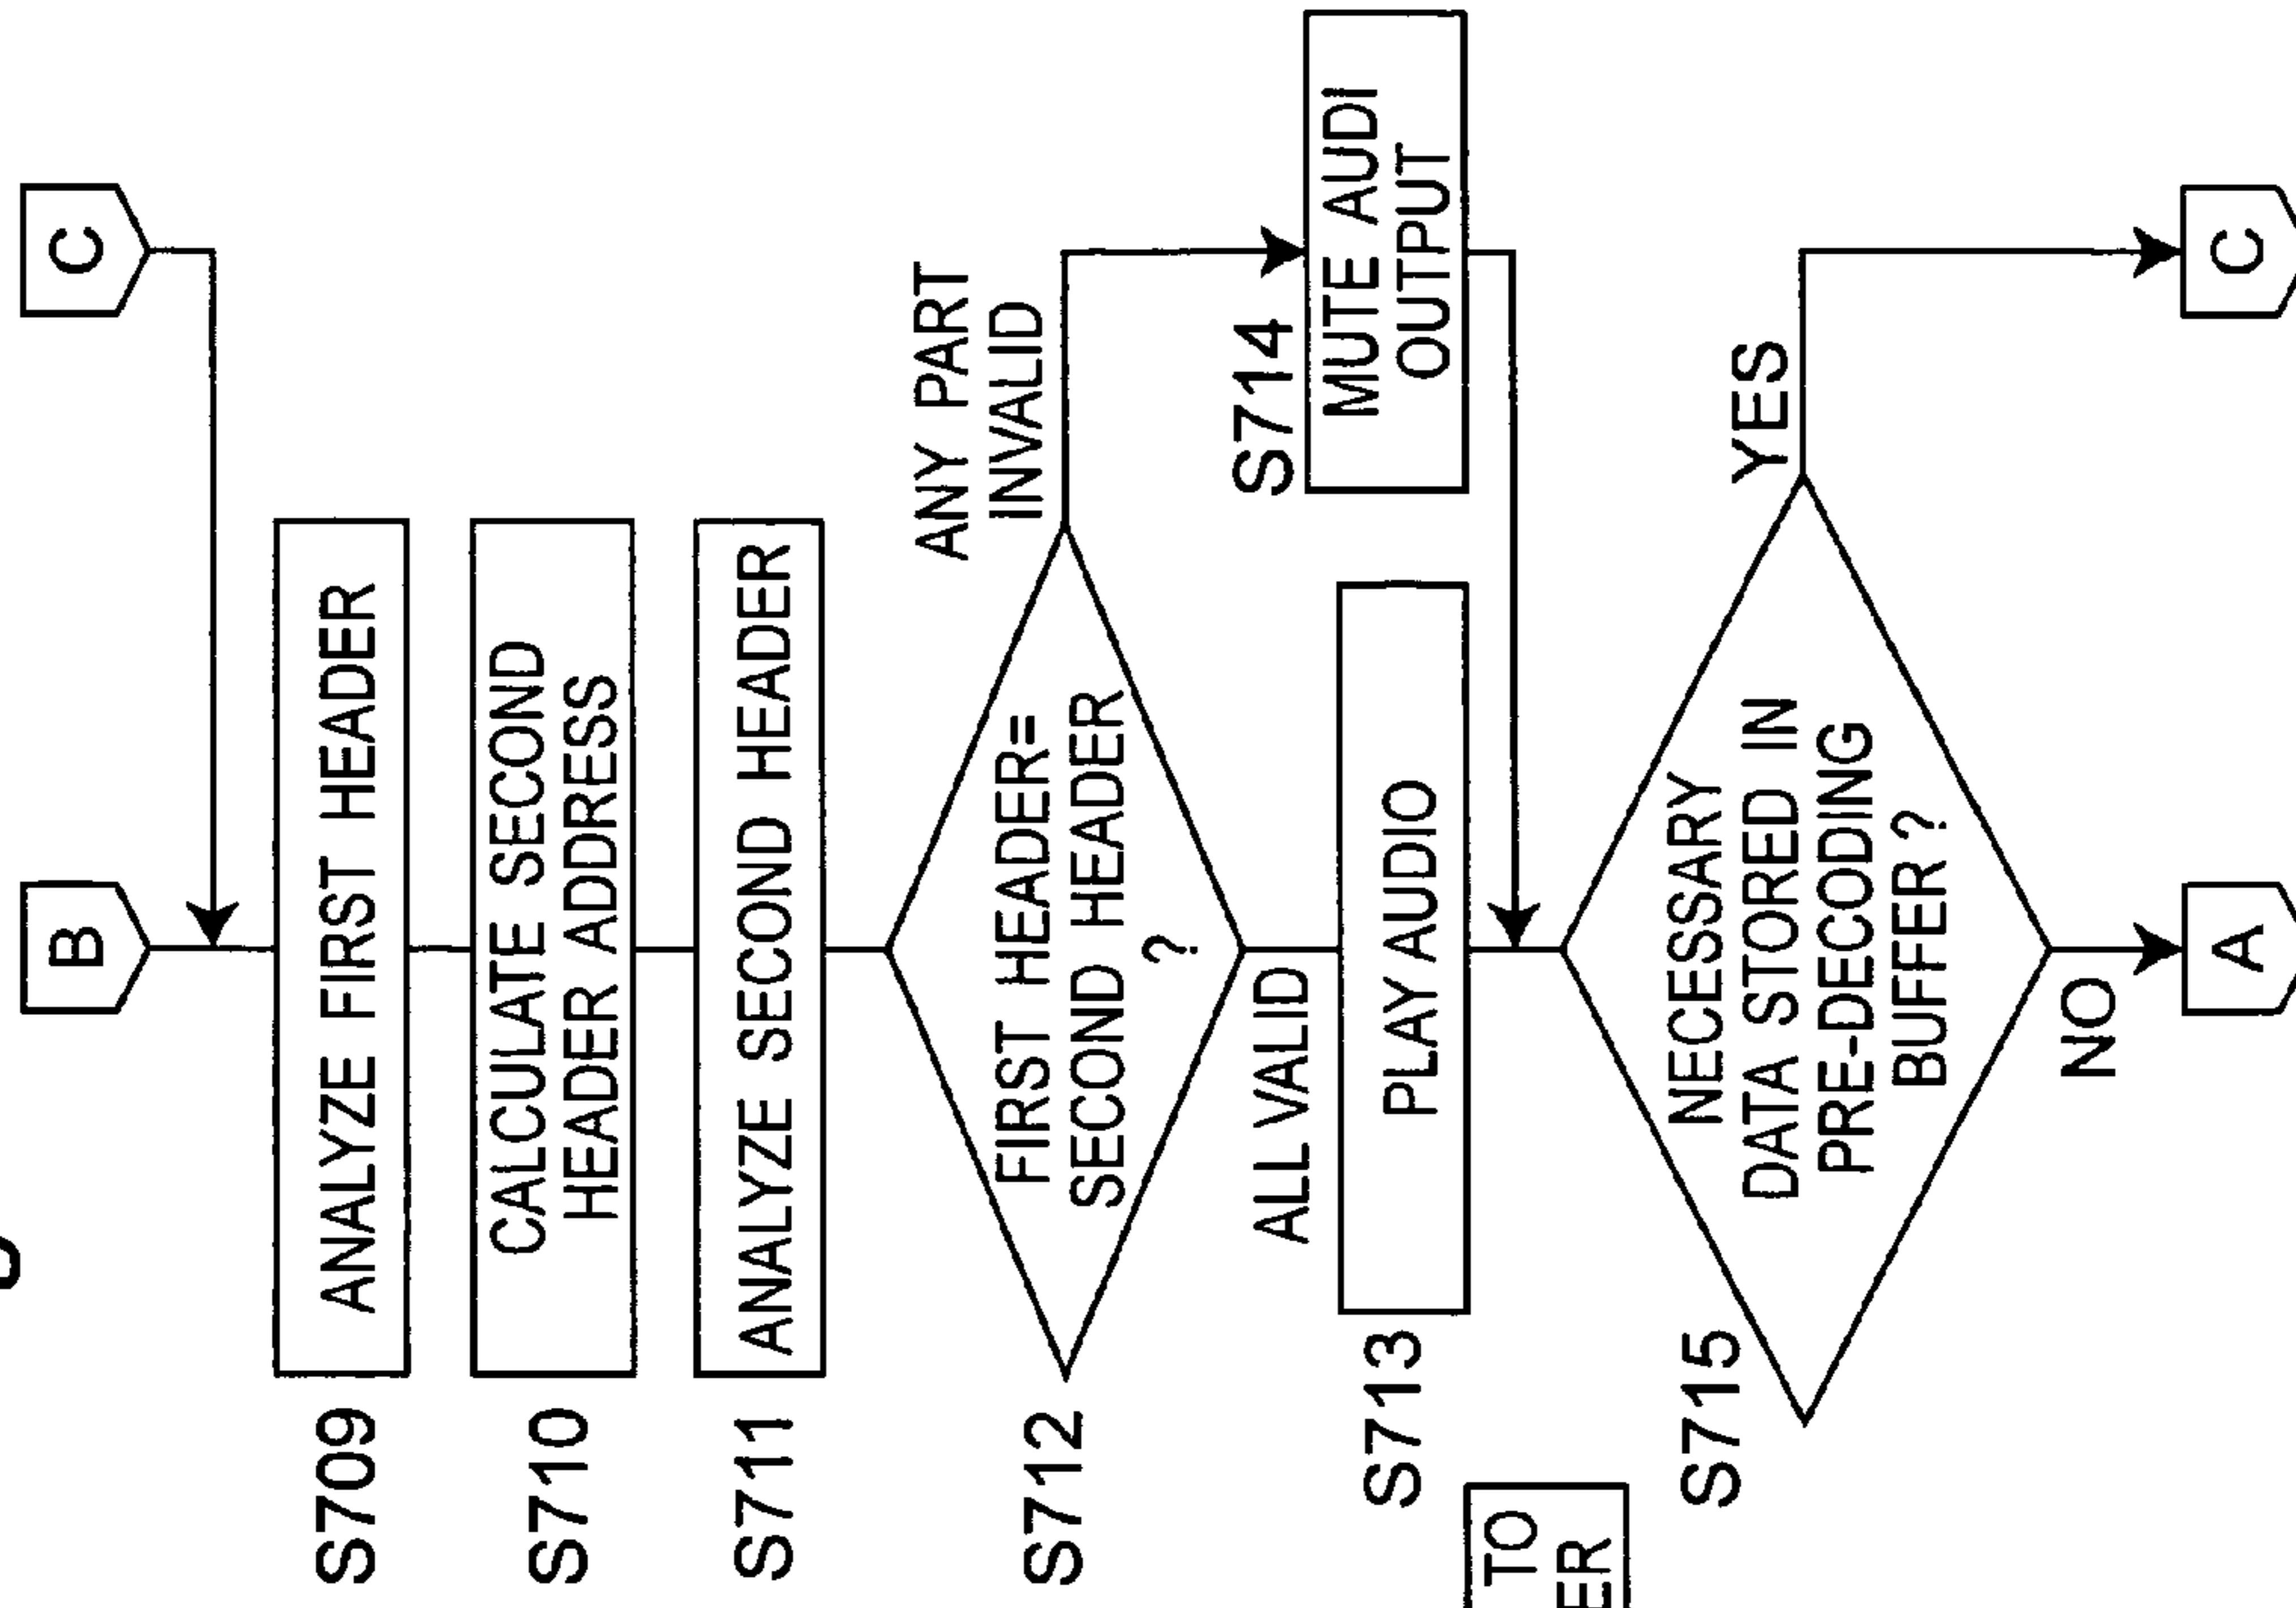 B
C
S709
ANALYZE FIRST HEADER
S710
CALCULATE SECOND
HEADER ADDRESS
S711
ANALYZE SECOND HEADER
S712
FIRST HEADER=
SECOND HEADER
?
ANY PART
INVALID
ALL VALID
S713
PLAY AUDIO
S714
MUTE AUDI
OUTPUT
S715
NECESSARY
DATA STORED IN
PRE-DECODING
BUFFER ?
YES
NO
A
C
TO
ER